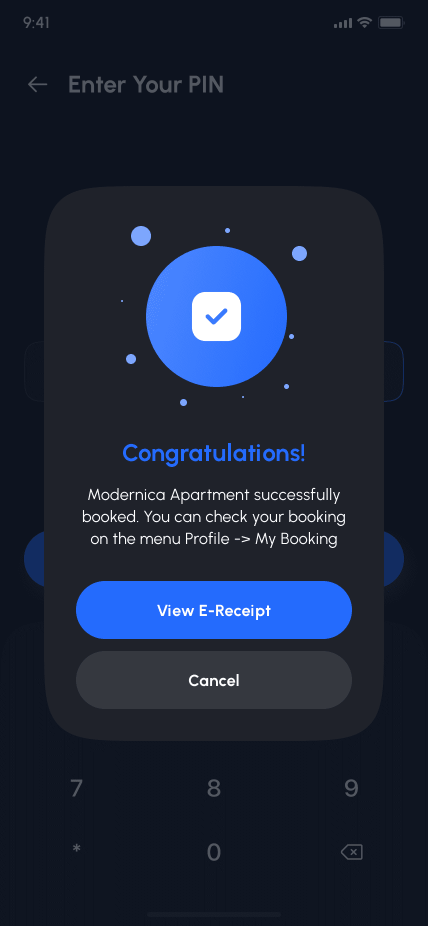 9:41
Enter Your PIN
Congratulations!
Modernica Apartment successfully
booked. You can check your booking
on the menu Profile -> My Booking
View E-Receipt
Cancel
7 8 9
* 0